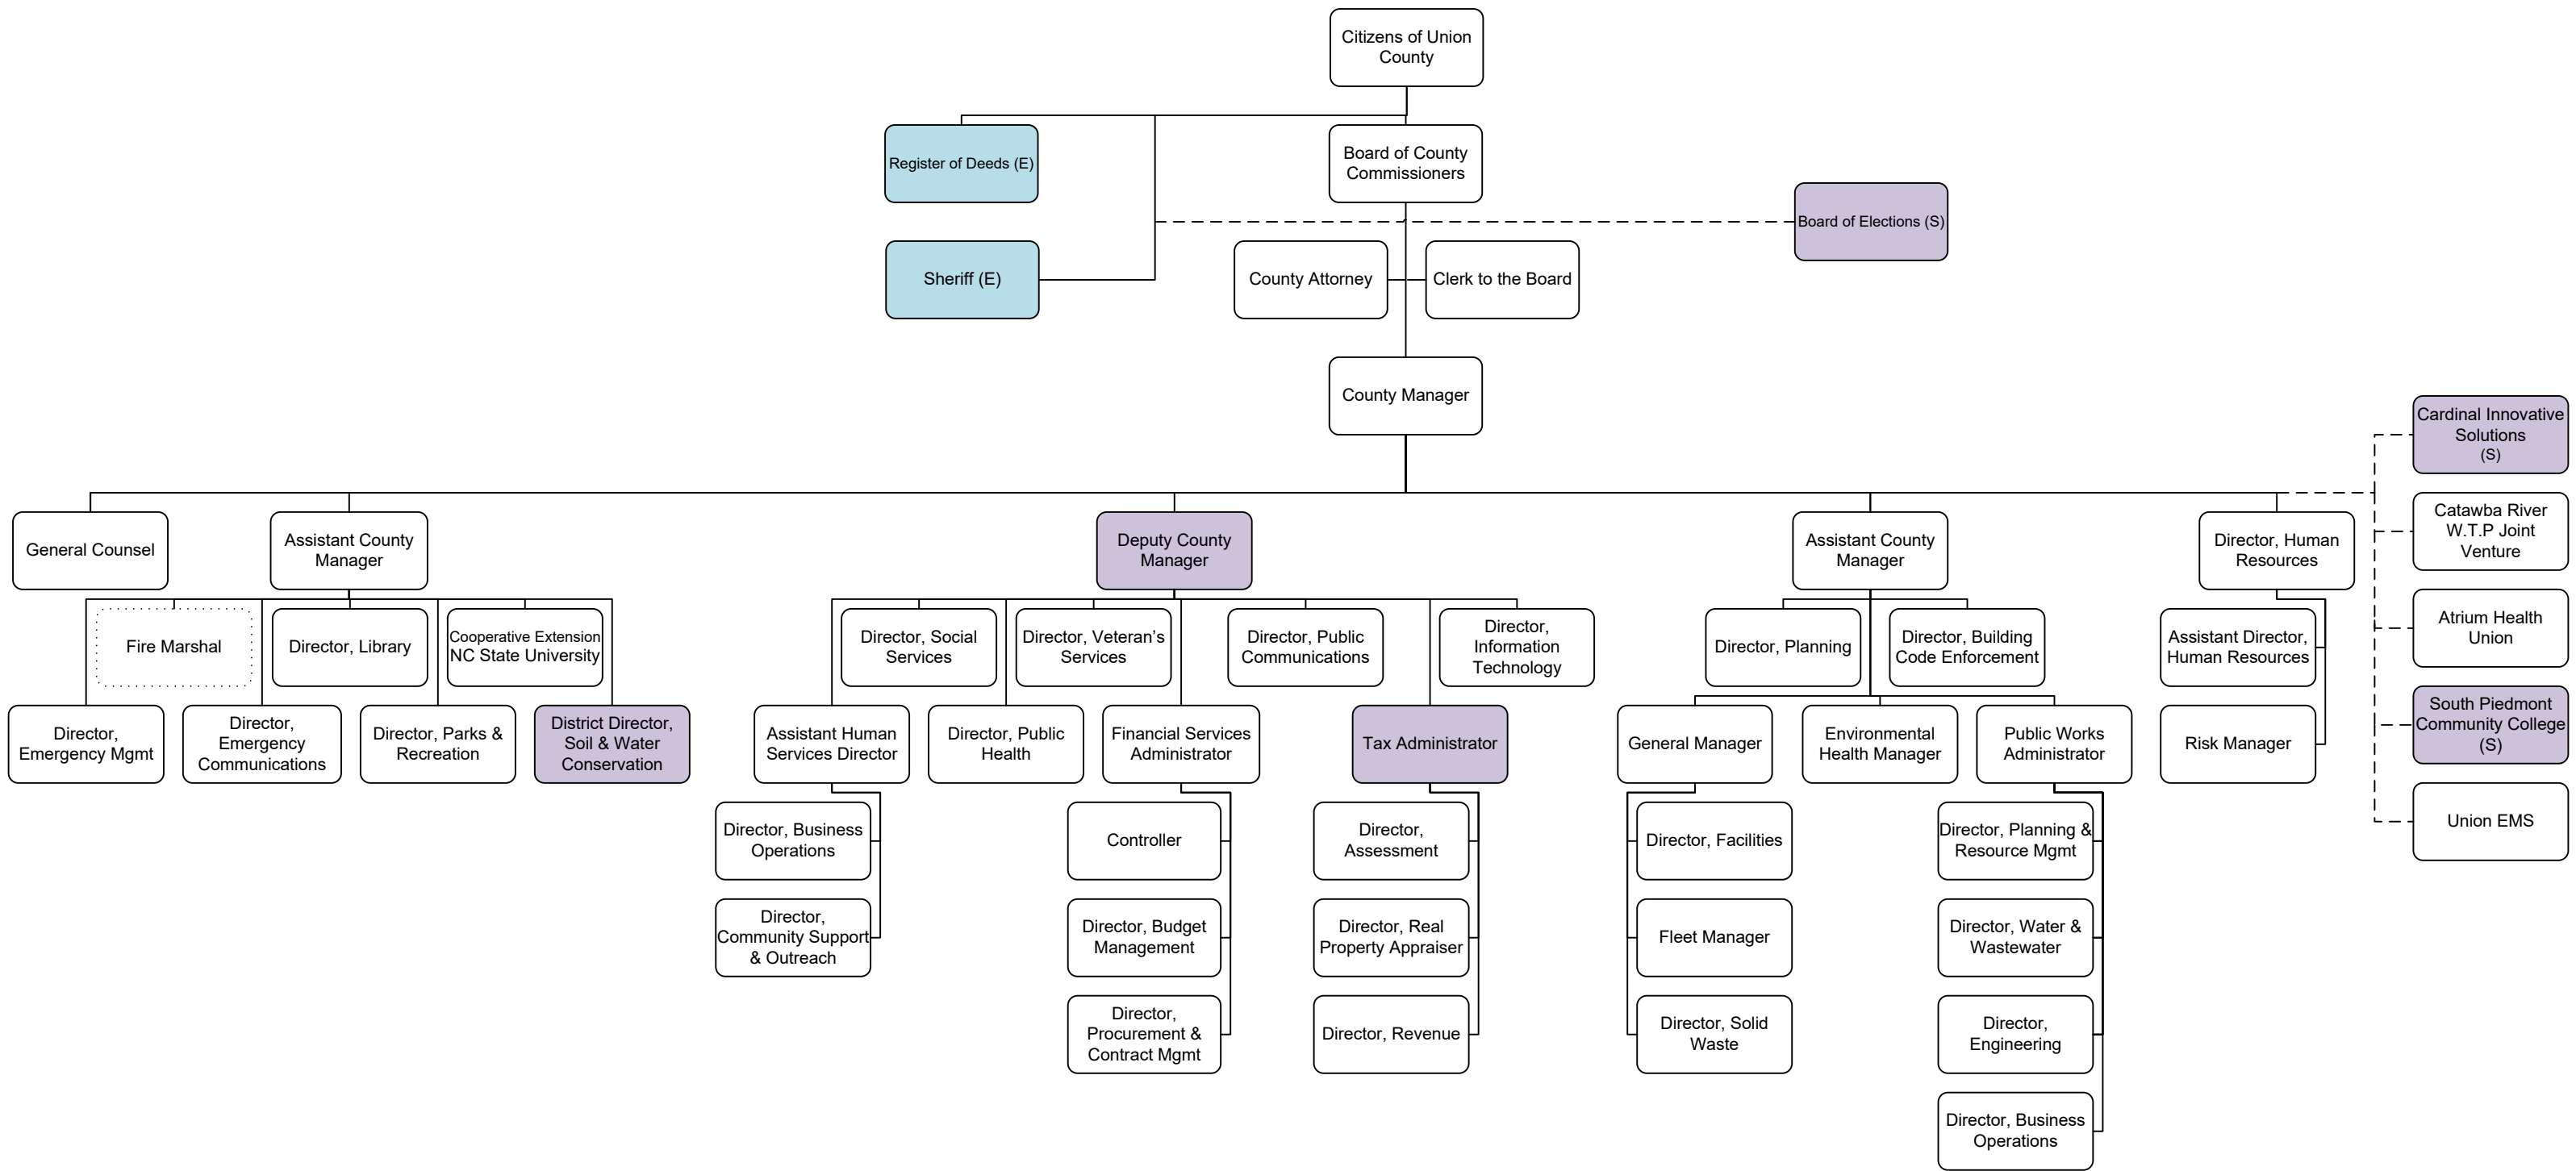 Citizens of Union
County
Register of Deeds (E)
Board of County
Commissioners
Board of Elections (S)
Sheriff (E)
County Attorney
Clerk to the Board
County Manager
Cardinal Innovative
Solutions
(S)
Catawba River
W.T.P Joint
Venture
Atrium Health
Union
South Piedmont
Community College
(S)
Union EMS
General Counsel
Assistant County
Manager
Deputy County
Manager
Assistant County
Manager
Director, Human
Resources
Fire Marshal
Director, Library
Cooperative Extension
NC State University
Director, Social
Services
Director, Veteran’s
Services
Director, Public
Communications
Director,
Information
Technology
Director, Planning
Director, Building
Code Enforcement
Assistant Director,
Human Resources
Director,
Emergency Mgmt
Director,
Emergency
Communications
Director, Parks &
Recreation
District Director,
Soil & Water
Conservation
Assistant Human
Services Director
Director, Public
Health
Financial Services
Administrator
Tax Administrator
General Manager
Environmental
Health Manager
Public Works
Administrator
Risk Manager
Director, Business
Operations
Controller
Director,
Assessment
Director, Facilities
Director, Planning &
Resource Mgmt
Director,
Community Support
& Outreach
Director, Budget
Management
Director, Real
Property Appraiser
Fleet Manager
Director, Water &
Wastewater
Director,
Procurement &
Contract Mgmt
Director, Revenue
Director, Solid
Waste
Director,
Engineering
Director, Business
Operations